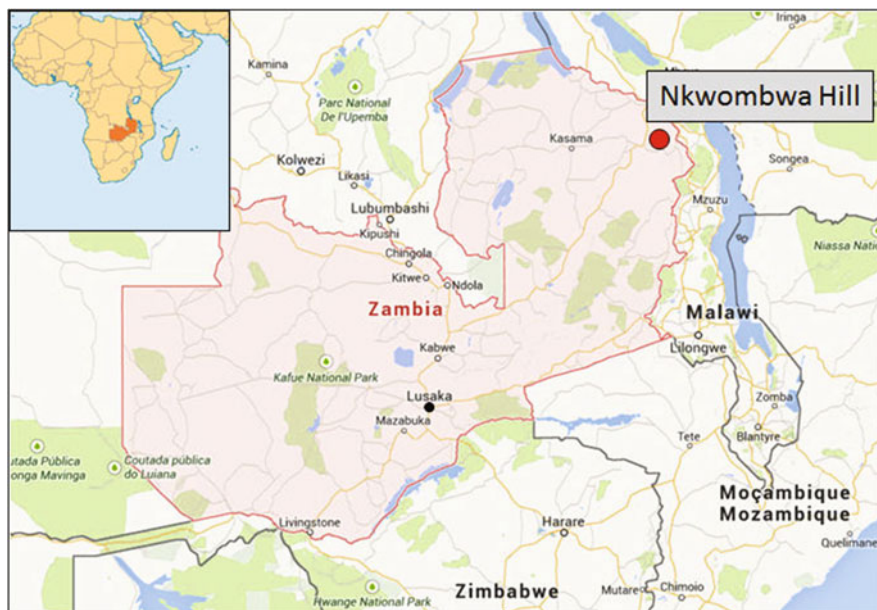 Iringa
Kamina
Parc National
De l'Upemba
Nkwombwa Hill
Kasama
Kolwezi
Likasi
Songea
Lubumbashi
Kipushi
Mzuzu
Chingola
Kitwe
Ndola
Niassa Natio
Zambia
Malawi
Lilongwe
Kabwe
Kafue National Park
Lusaka
Mazabuka
Zomba
Blantyre
Tete
utada Pública
onga Mavinga
Coutada pública
do Luiana
Moçambique
Mozambique
Livingstone
Harare
Quelimane
Zimbabwe
Mutare
Chimoio
Hwange National Park